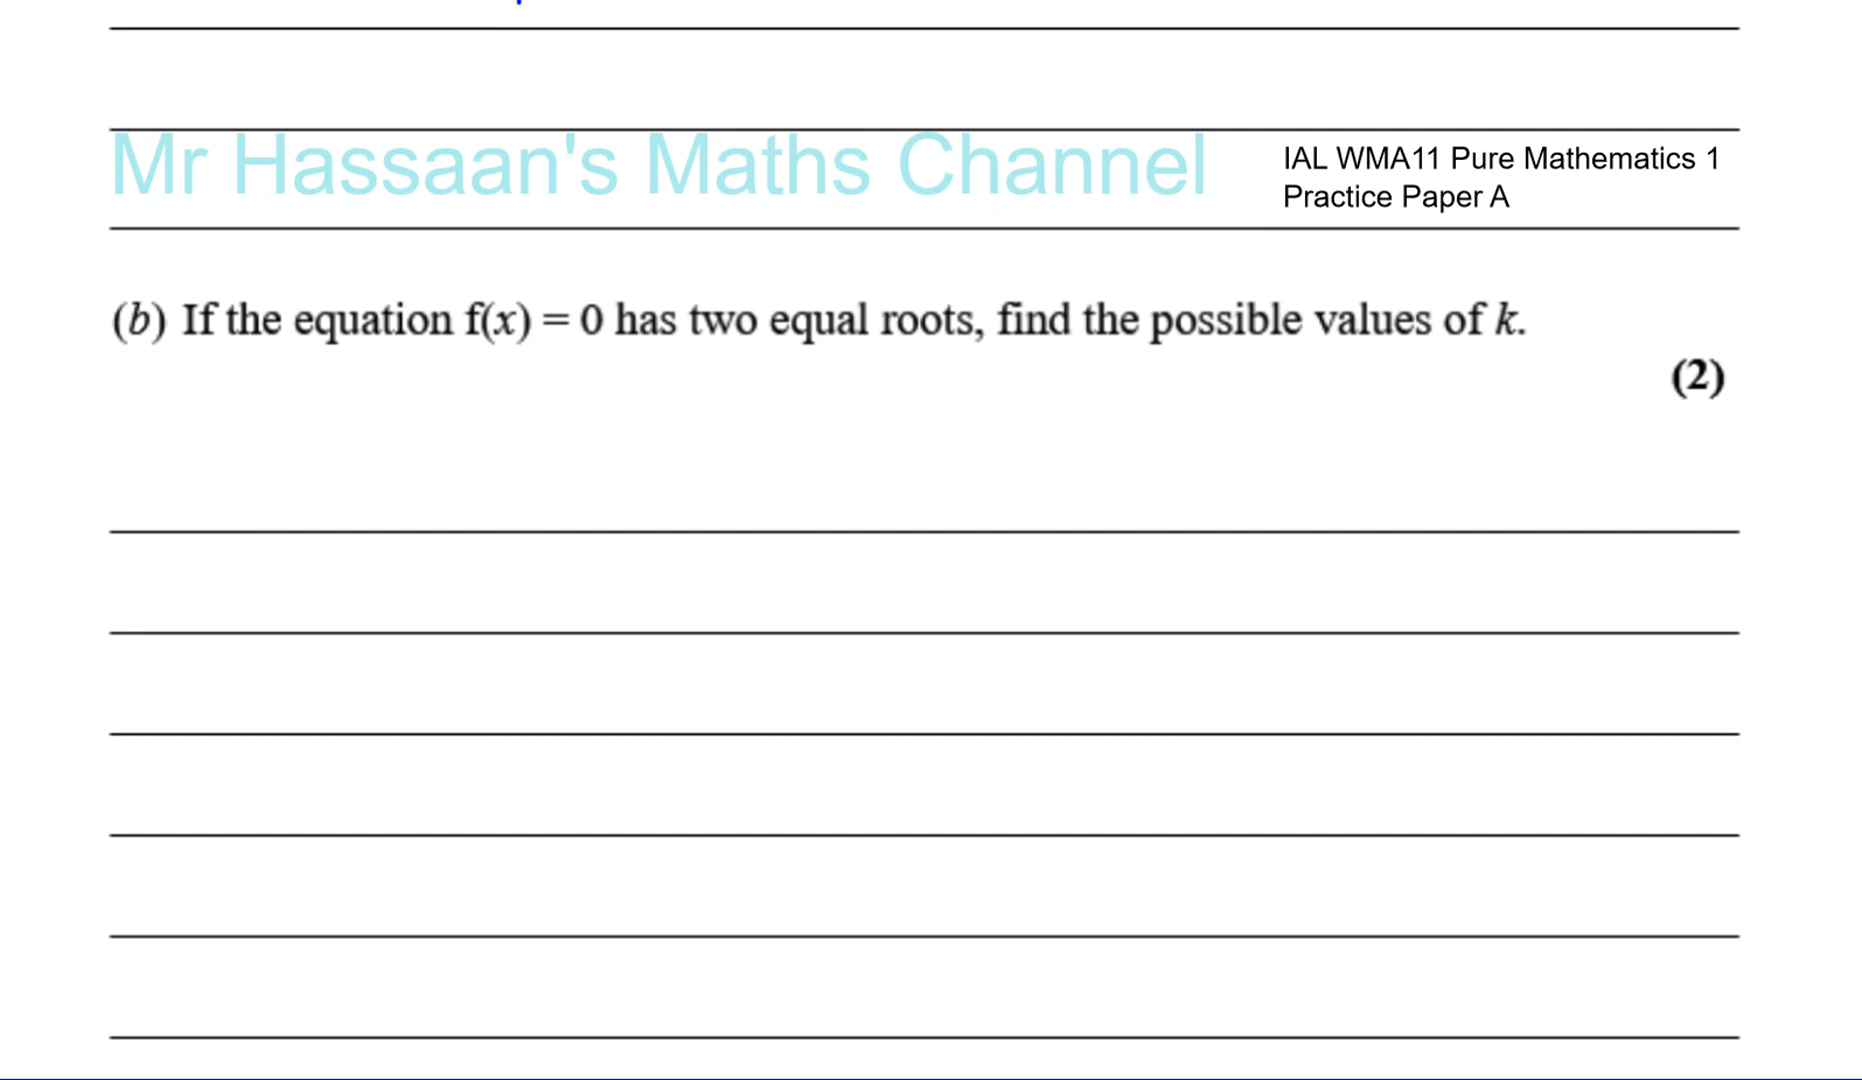 Mr Hassaan's Maths Channel
IAL WMA11 Pure Mathematics 1
Practice Paper A
(b) If the equation f(x) = 0 has two equal roots, find the possible values of k.
(2)